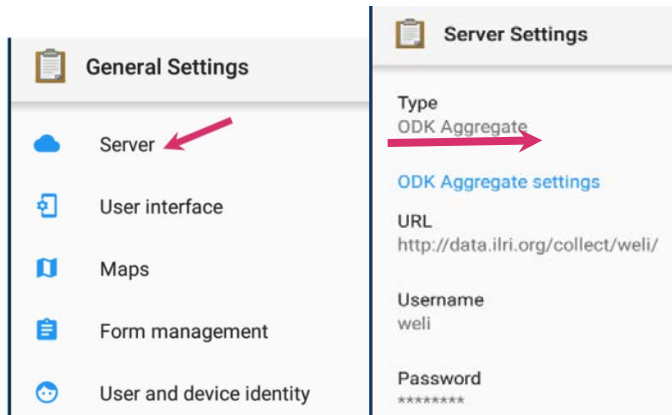 General Settings
Server
User interface
Maps
Form management
User and device identity
Server Settings
Type
ODK Aggregate
ODK Aggregate settings
URL
http://data.ilri.org/collect/weli/
Username
weli
Password
********